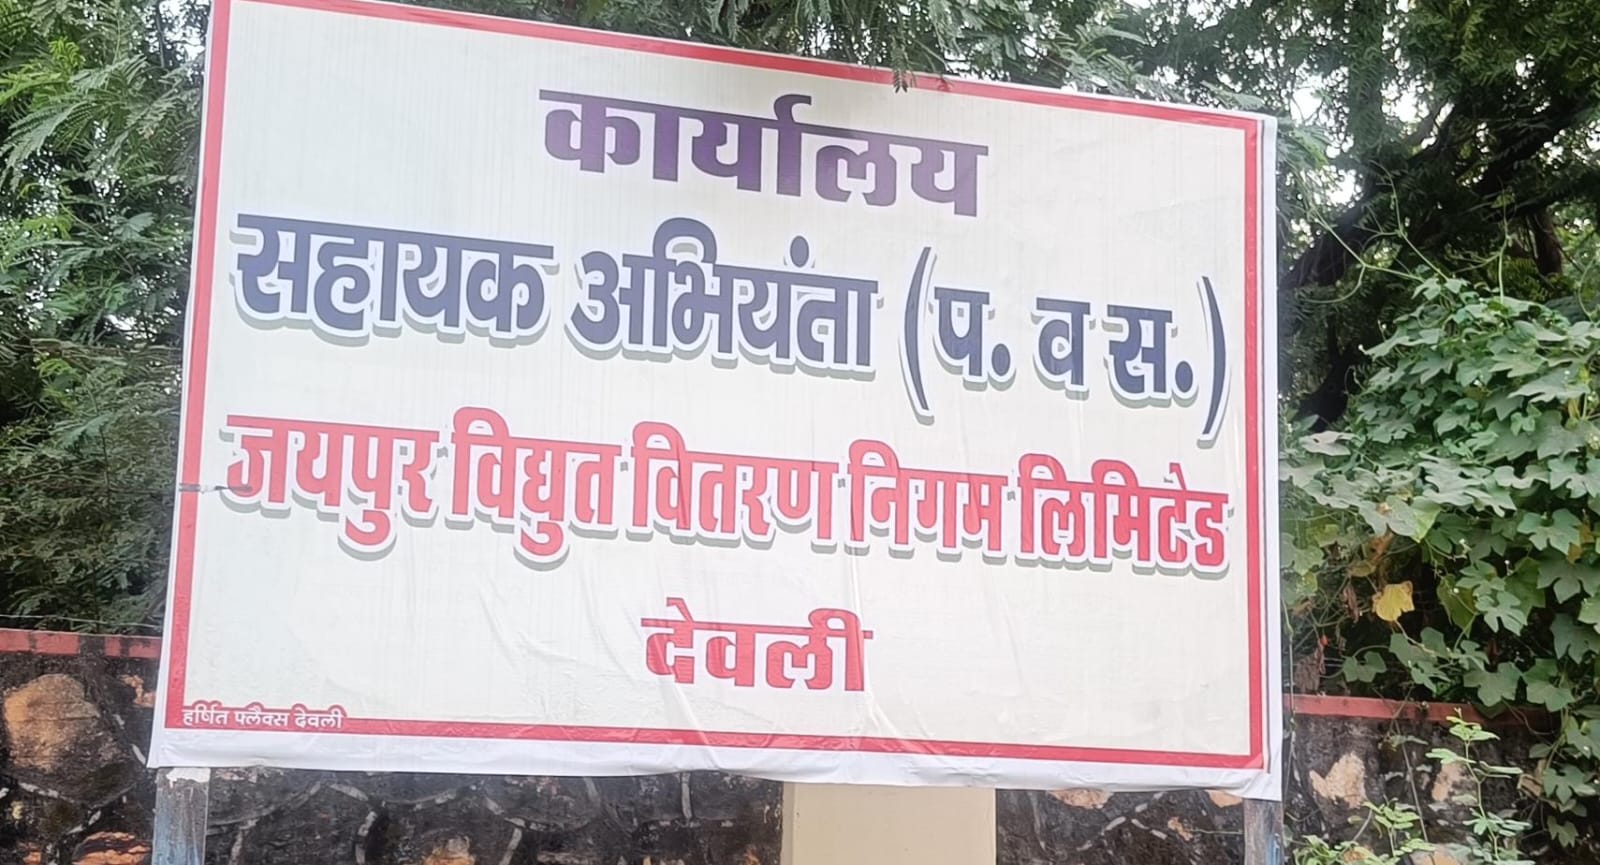 कार्यालय
सहायक अभियंता (प. व स.)
जयपुर विद्युत वितरण निगम लिमिटेड
देवली
हर्षित फ्लैक्स देवली